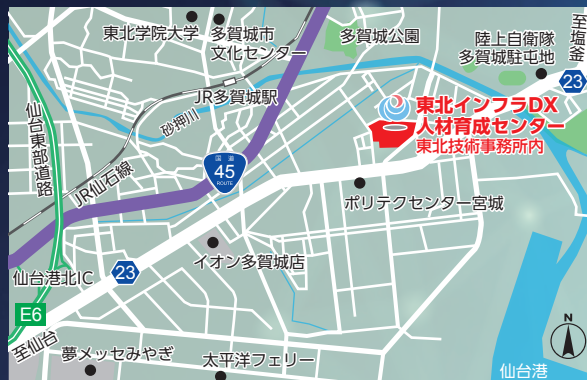 東北学院大学
多賀城市
文化センター
多賀城公園
陸上自衛隊
多賀城駐屯地
至塩釜
23
JR多賀城駅
砂押川
東北インフラDX
人材育成センター
東北技術事務所内
仙台東部道路
JR仙石線
国道
45
ROUTE
ポリテクセンター宮城
イオン多賀城店
仙台港北IC
23
E6
至仙台
夢メッセみやぎ
太平洋フェリー
N
仙台港